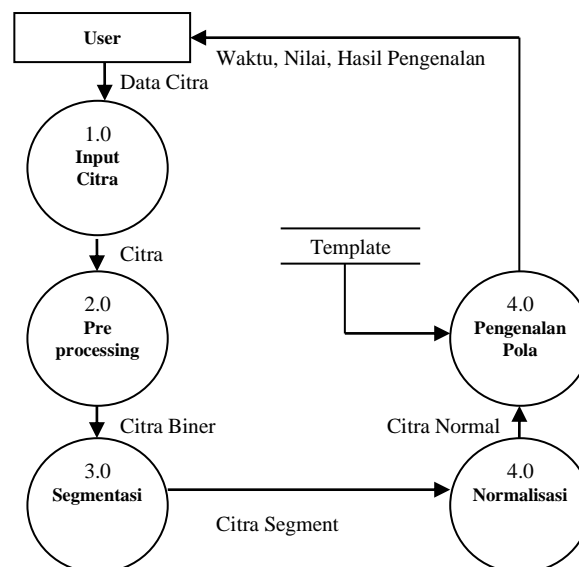 User
Waktu, Nilai, Hasil Pengenalan
Data Citra
1.0
Input
Citra
Citra
Template
2.0
Pre
processing
4.0
Pengenalan
Pola
Citra Biner
Citra Normal
3.0
Segmentasi
4.0
Normalisasi
Citra Segment